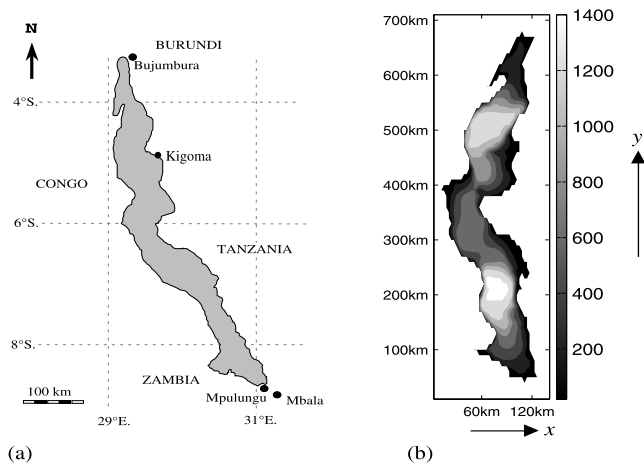 N
BURUNDI
Bujumbura
4°S.
Kigoma
CONGO
6°S.
TANZANIA
8°S.
ZAMBIA
100 km
Mpulungu
Mbala
29°E.
31°E.
(a)
700km
600km
500km
400km
300km
200km
100km
60km 120km
x
1400
1200
1000
800
600
400
200
y
(b)